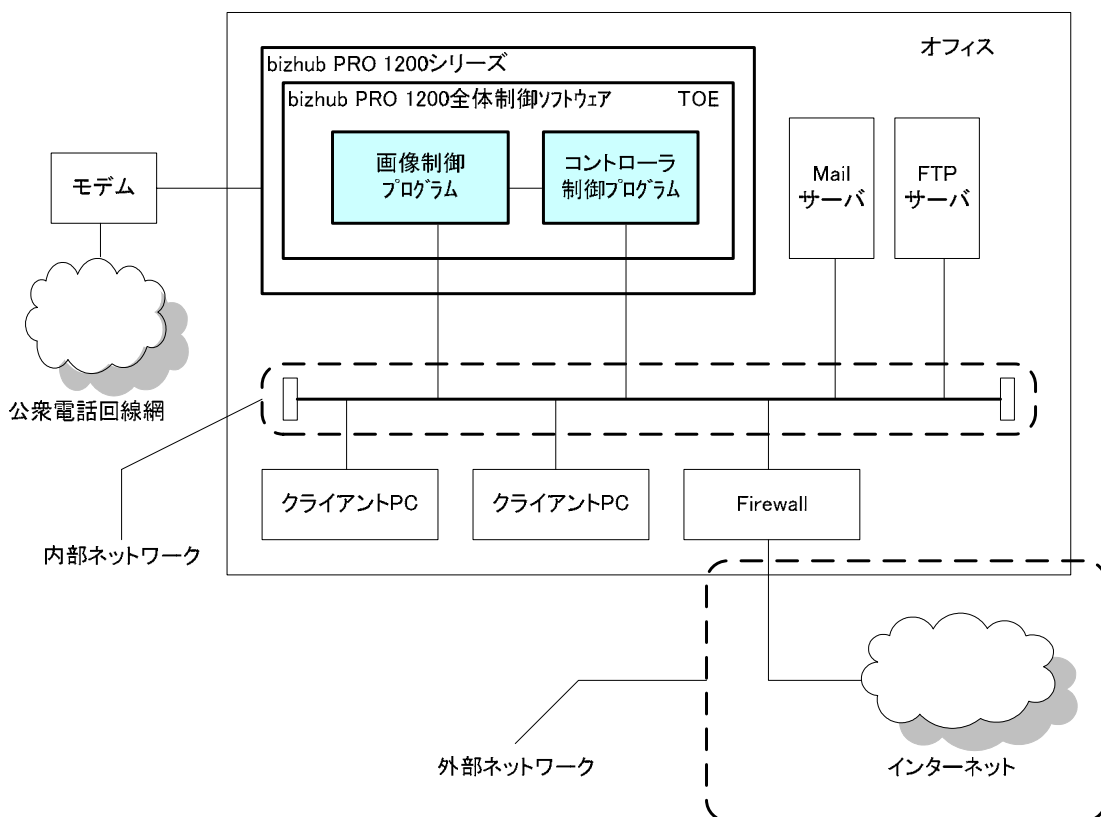 オフィス
bizhub PRO 1200シリーズ
bizhub PRO 1200全体制御ソフトウェア
TOE
画像制御
プログラム
コントローラ
制御プログラム
Mail
サーバ
FTP
サーバ
モデム
公衆電話回線網
クライアントPC
クライアントPC
Firewall
内部ネットワーク
外部ネットワーク
インターネット